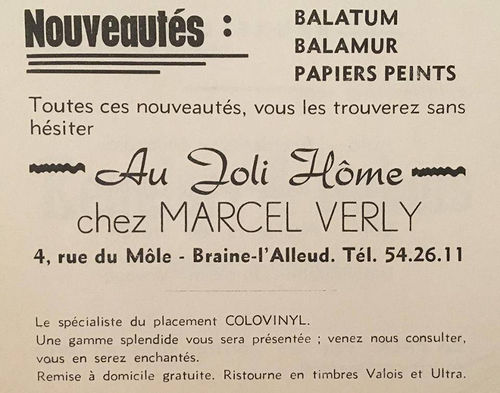 Nouveautés :
BALATUM
BALAMUR
PAPIERS PEINTS
Toutes ces nouveautés, vous les trouverez sans
hésiter
Au Joli Hôme
chez MARCEL VERLY
4, rue du Môle - Braine-l'Alleud. Tél. 54.26.11
Le spécialiste du placement COLOVINYL.
Une gamme splendide vous sera présentée ; venez nous consulter,
vous en serez enchantés.
Remise à domicile gratuite. Ristourne en timbres Valois et Ultra.